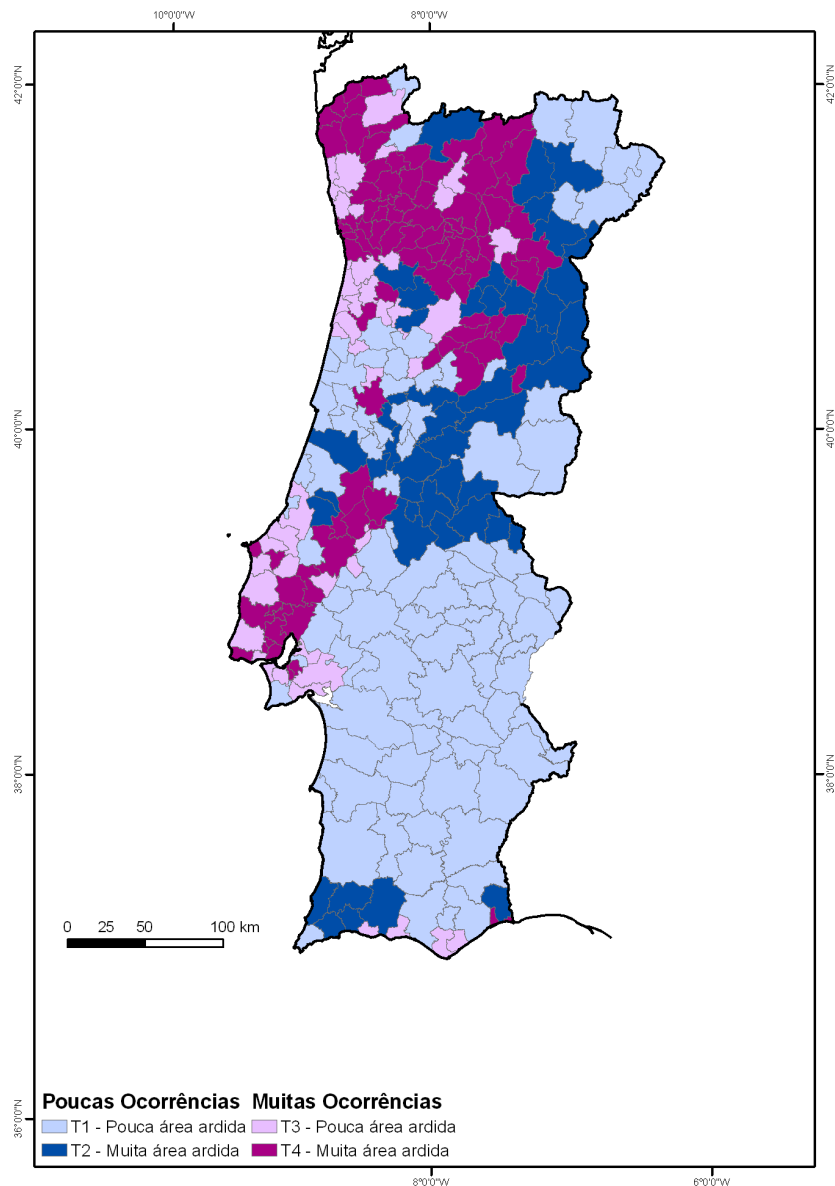 10°0'0"W 8°0'0"W
42°0'0"N 42°0'0"N
40°0'0"N 40°0'0"N
38°0'0"N 38°0'0"N
0 25 50 100 km
Poucas Ocorrências Muitas Ocorrências
T1 - Pouca área ardida T3 - Pouca área ardida
T2 - Muita área ardida T4 - Muita área ardida
36°0'0"N 36°0'0"N
8°0'0"W 6°0'0"W